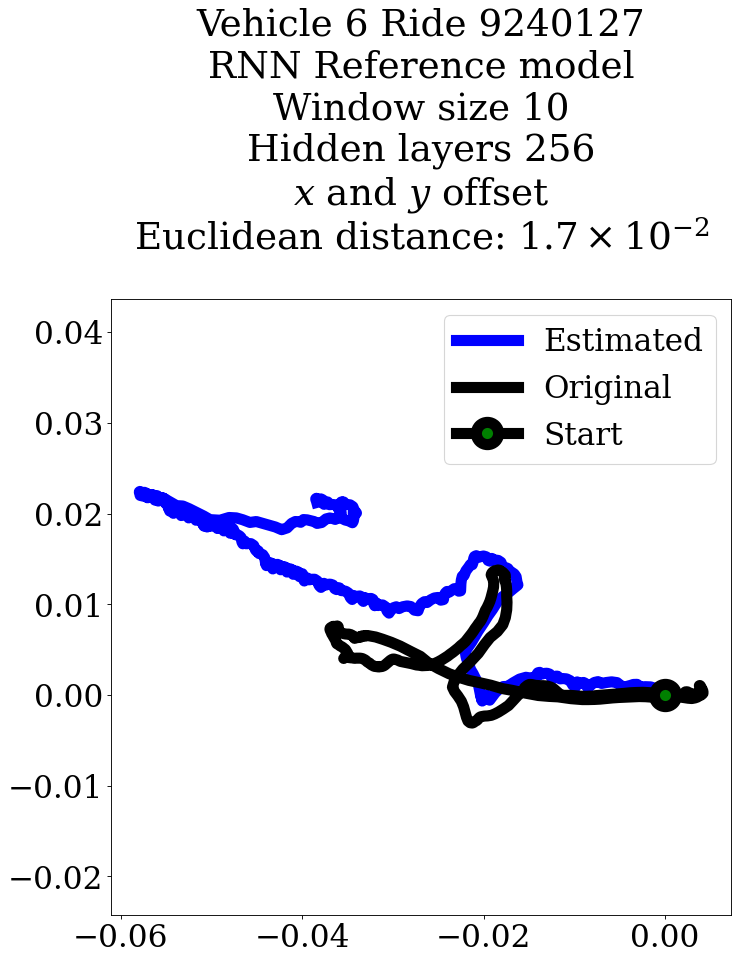 Vehicle 6 Ride 9240127
RNN Reference model
Window size 10
Hidden layers 256
x and y offset
Euclidean distance: 1.7 × 10⁻²
Estimated
Original
Start
0.04
0.03
0.02
0.01
0.00
−0.01
−0.02
−0.06 −0.04 −0.02 0.00